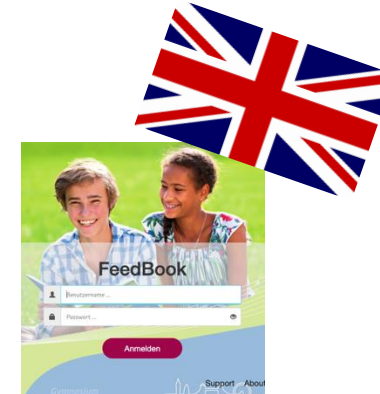 FeedBook
Benutzername ...
Passwort ...
Anmelden
Support About